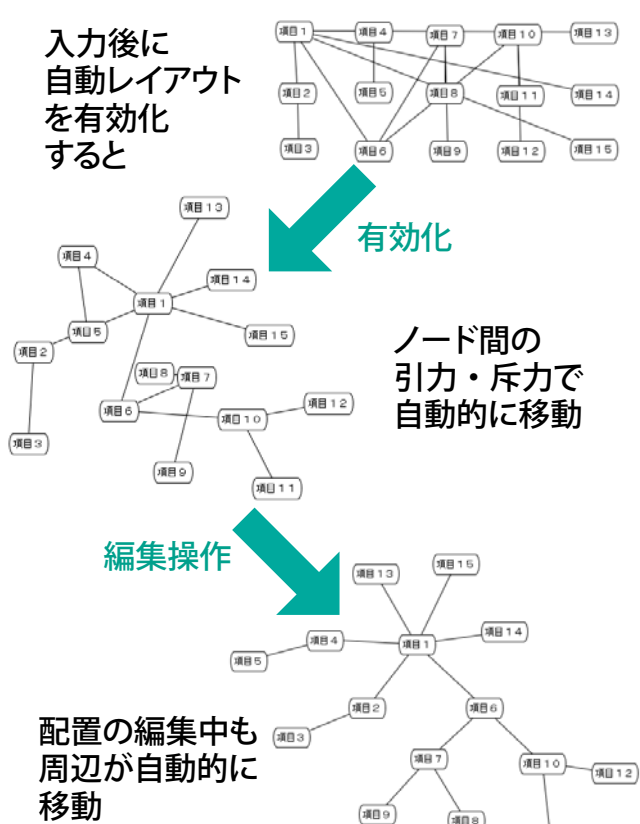 入力後に
自動レイアウト
を有効化
すると
項目1 項目4 項目7 項目10 項目13
項目2 項目5 項目8 項目11 項目14
項目3 項目6 項目9 項目12 項目15
有効化
項目13
項目4
項目14
項目1
項目5
項目15
項目2
項目8 項目7
項目6
項目12
項目10
項目3
項目9
項目11
ノード間の
引力・斥力で
自動的に移動
編集操作
項目13 項目15
項目4 項目1 項目14
項目5
項目2 項目6
項目3
項目7 項目10 項目12
項目9 項目8
配置の編集中も
周辺が自動的に
移動